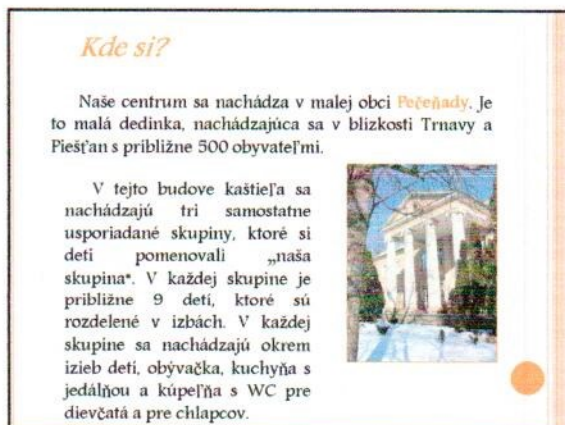 Kde si?
Naše centrum sa nachádza v malej obci Pečeňady. Je
to malá dedinka, nachádzajúca sa v blízkosti Trnavy a
Piešťan s približne 500 obyvateľmi.
V tejto budove kaštieľa sa
nachádzajú tri samostatne
usporiadané skupiny, ktoré si
deti pomenovali „naša
skupina“. V každej skupine je
približne 9 detí, ktoré sú
rozdelené v izbách. V každej
skupine sa nachádzajú okrem
izieb detí, obývačka, kuchyňa s
jedálňou a kúpeľňa s WC pre
dievčatá a pre chlapcov.